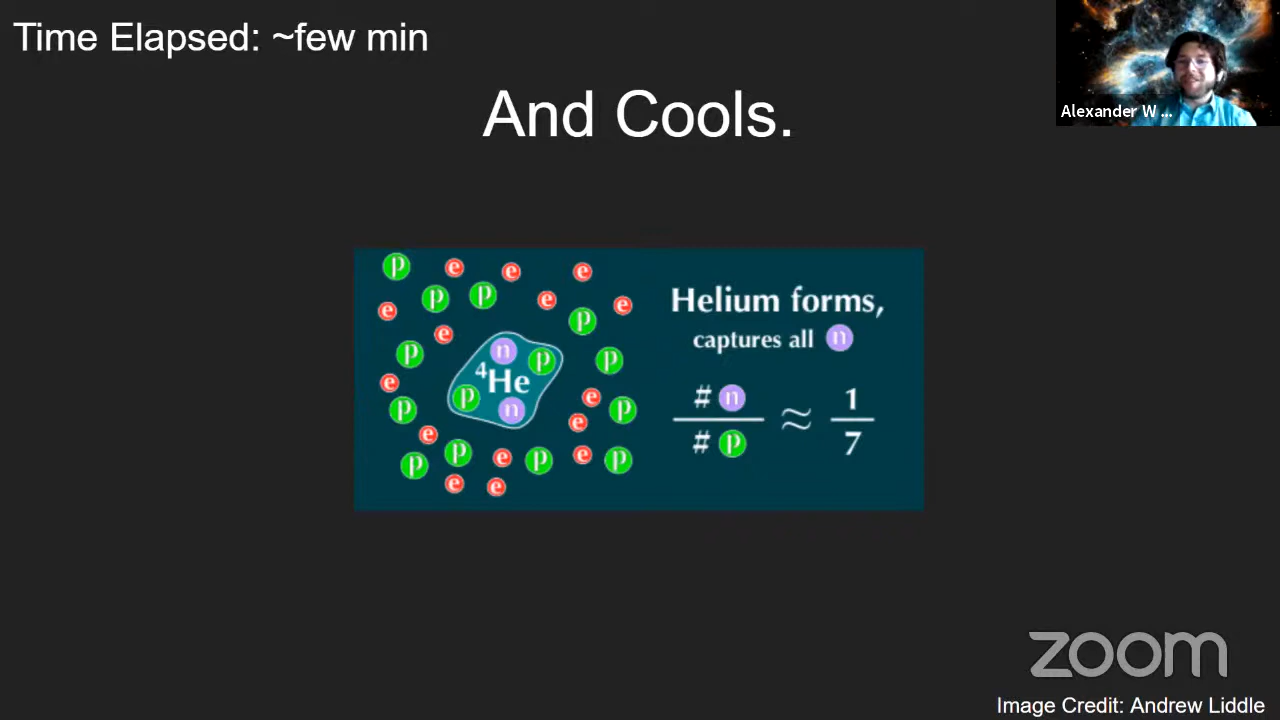 Time Elapsed: ~few min
Alexander W ...
And Cools.
p e e e
e p p e e
p
e
p n p p
⁴He
e p n e
p e p
e
p p e p e p
e e
Helium forms,
captures all n
# n
# p
≈
1
7
zoom
Image Credit: Andrew Liddle